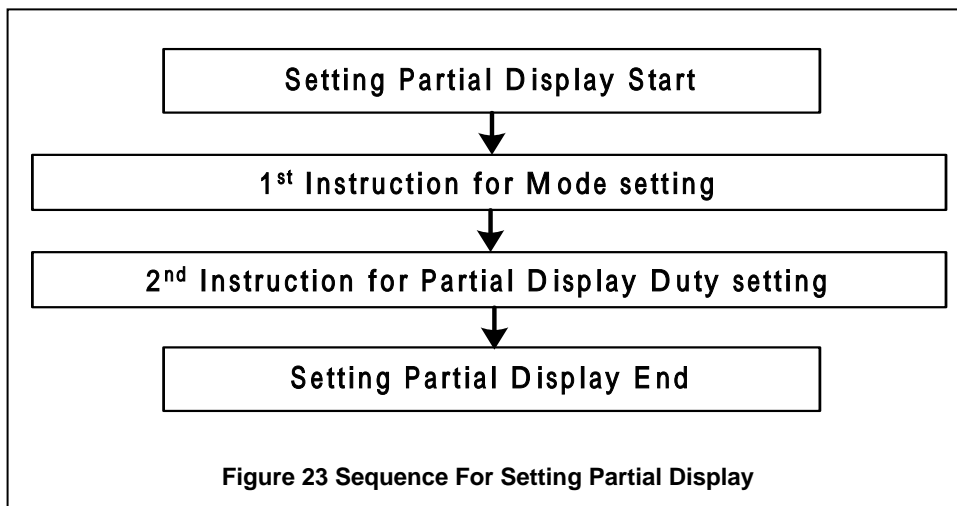 Setting Partial Display Start
1st Instruction for Mode setting
2nd Instruction for Partial Display Duty setting
Setting Partial Display End
Figure 23 Sequence For Setting Partial Display